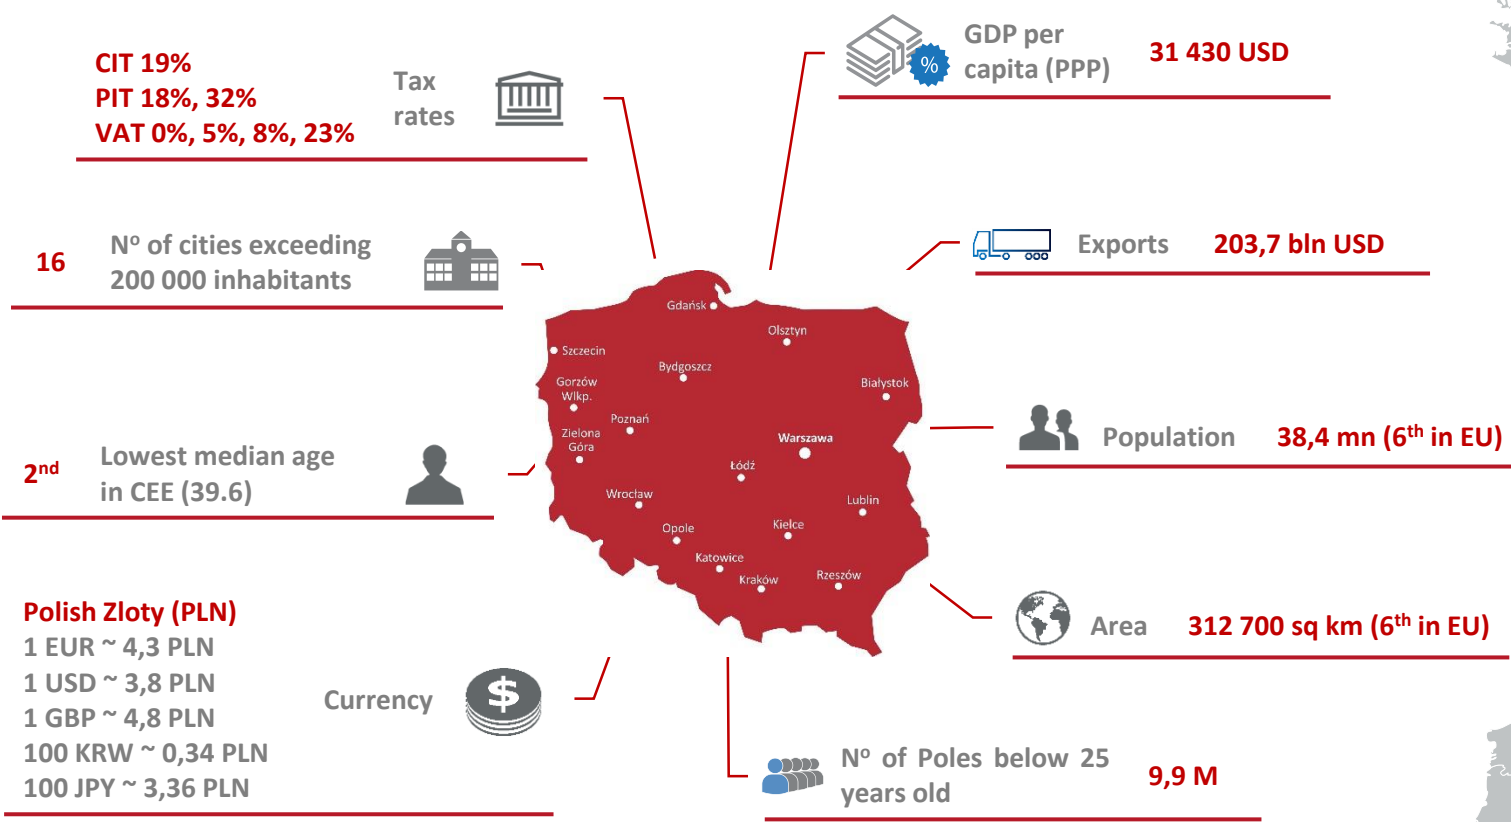 CIT 19%
PIT 18%, 32%
VAT 0%, 5%, 8%, 23%
Tax
rates
GDP per
capita (PPP)
31 430 USD
16
Nº of cities exceeding
200 000 inhabitants
Exports
203,7 bln USD
2nd
Lowest median age
in CEE (39.6)
Population
38,4 mn (6th in EU)
Polish Zloty (PLN)
1 EUR ~ 4,3 PLN
1 USD ~ 3,8 PLN
1 GBP ~ 4,8 PLN
100 KRW ~ 0,34 PLN
100 JPY ~ 3,36 PLN
Currency
$
Area
312 700 sq km (6th in EU)
Nº of Poles below 25
years old
9,9 M
%
Gdańsk
Olsztyn
Szczecin
Bydgoszcz
Gorzów
Wlkp.
Białystok
Poznań
Zielona
Góra
Warszawa
Łódź
Wrocław
Lublin
Opole
Kielce
Katowice
Kraków
Rzeszów